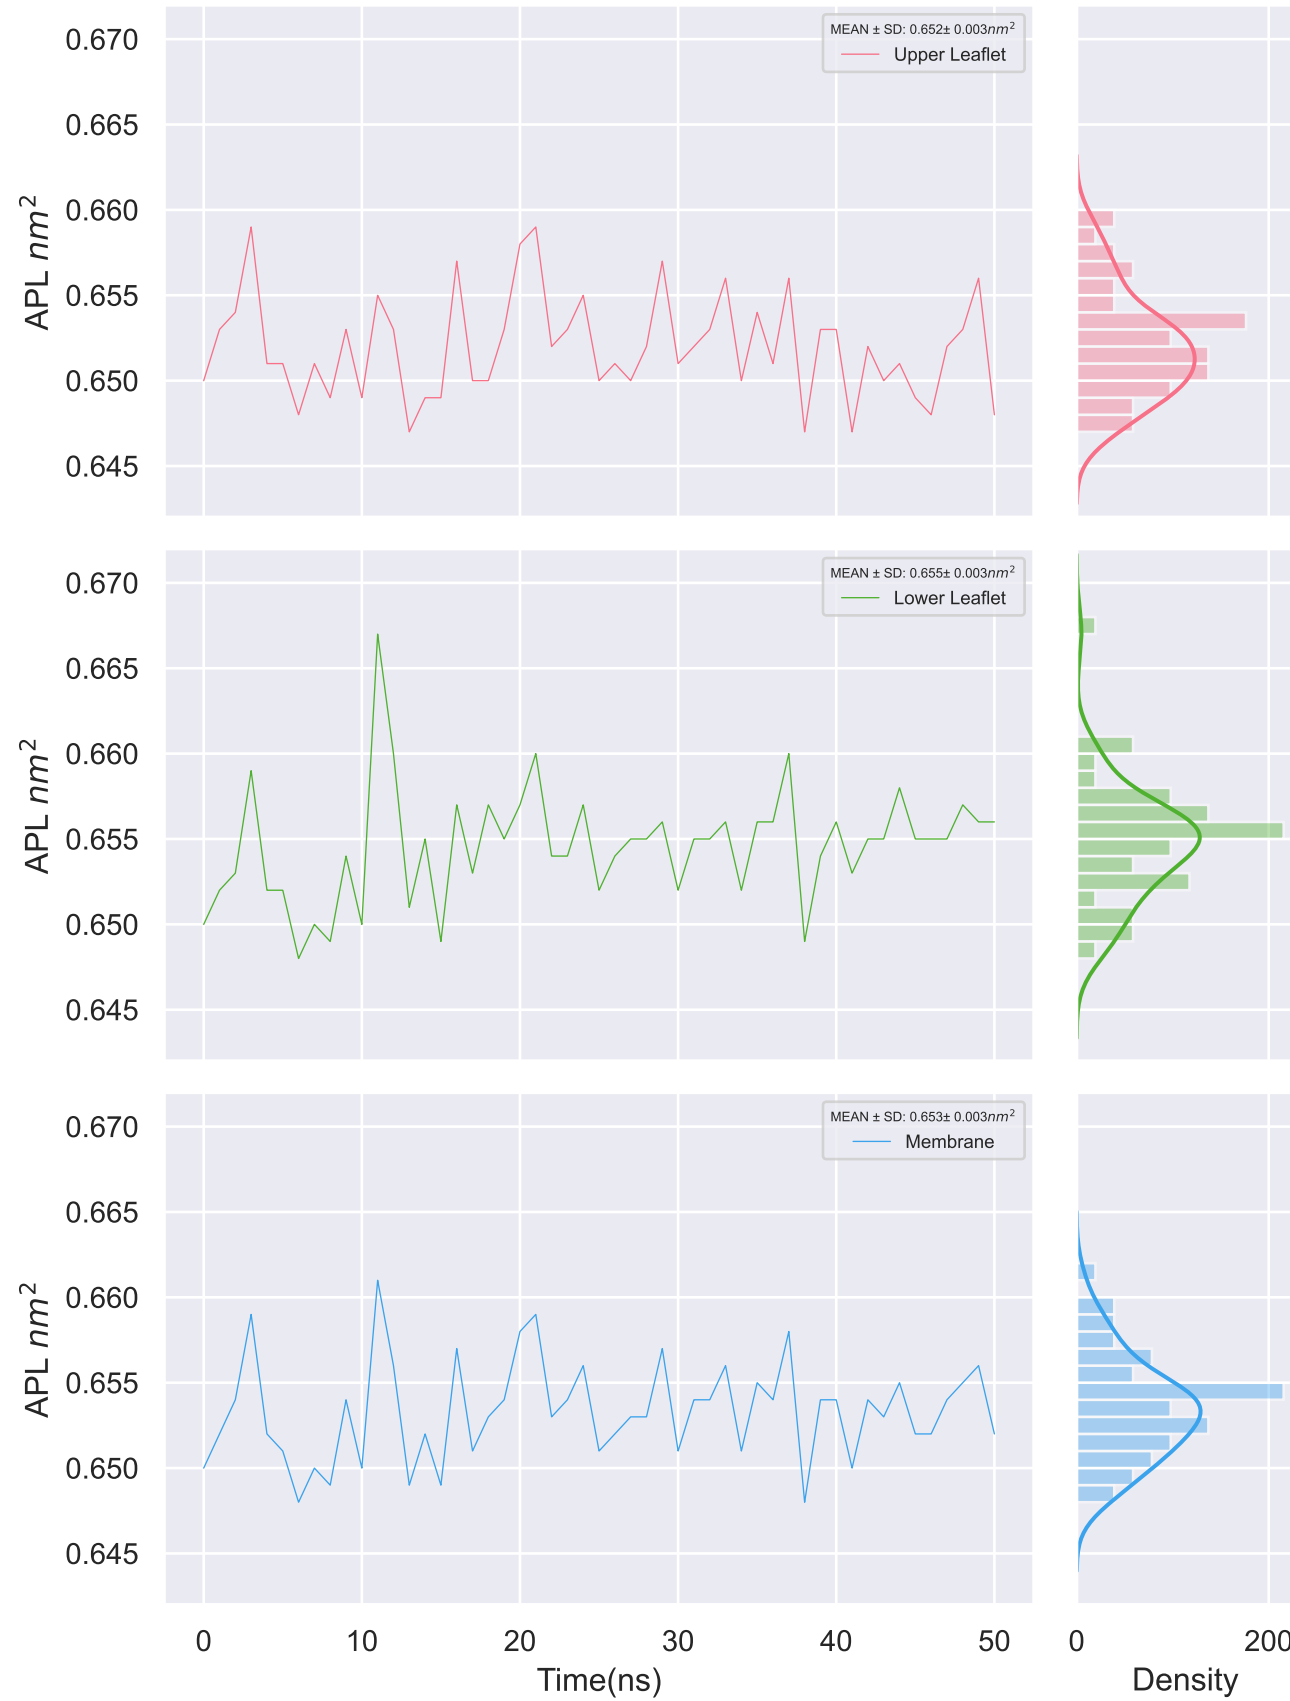 0.670
0.665
0.660
0.655
0.650
0.645
APL nm²
MEAN ± SD: 0.652± 0.003nm²
Upper Leaflet
0.670
0.665
0.660
0.655
0.650
0.645
APL nm²
MEAN ± SD: 0.655± 0.003nm²
Lower Leaflet
0.670
0.665
0.660
0.655
0.650
0.645
APL nm²
MEAN ± SD: 0.653± 0.003nm²
Membrane
0 10 20 30 40 50
Time(ns)
0 200
Density